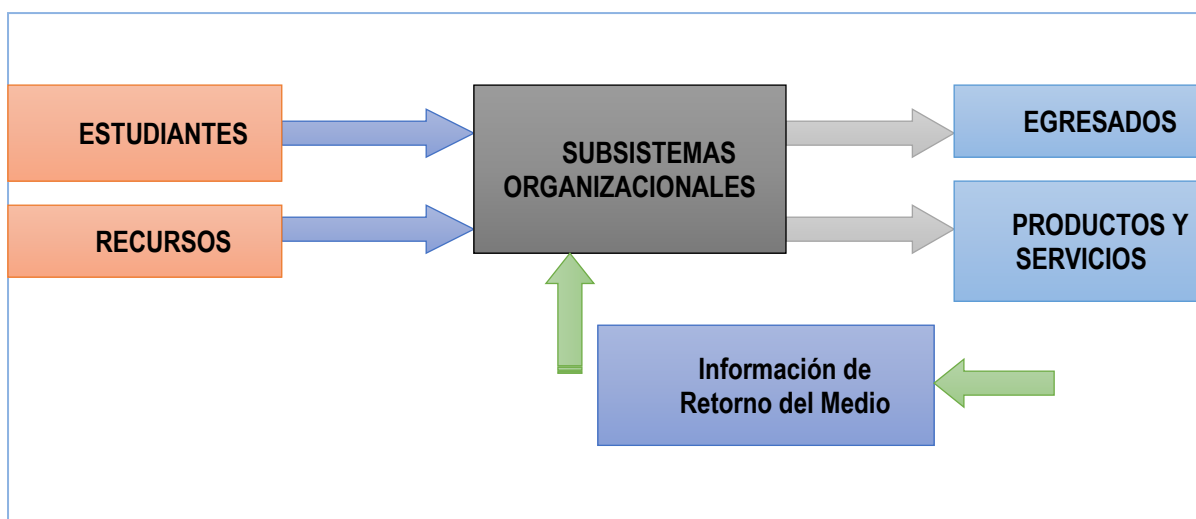 ESTUDIANTES
RECURSOS
SUBSISTEMAS
ORGANIZACIONALES
EGRESADOS
PRODUCTOS Y
SERVICIOS
Información de
Retorno del Medio